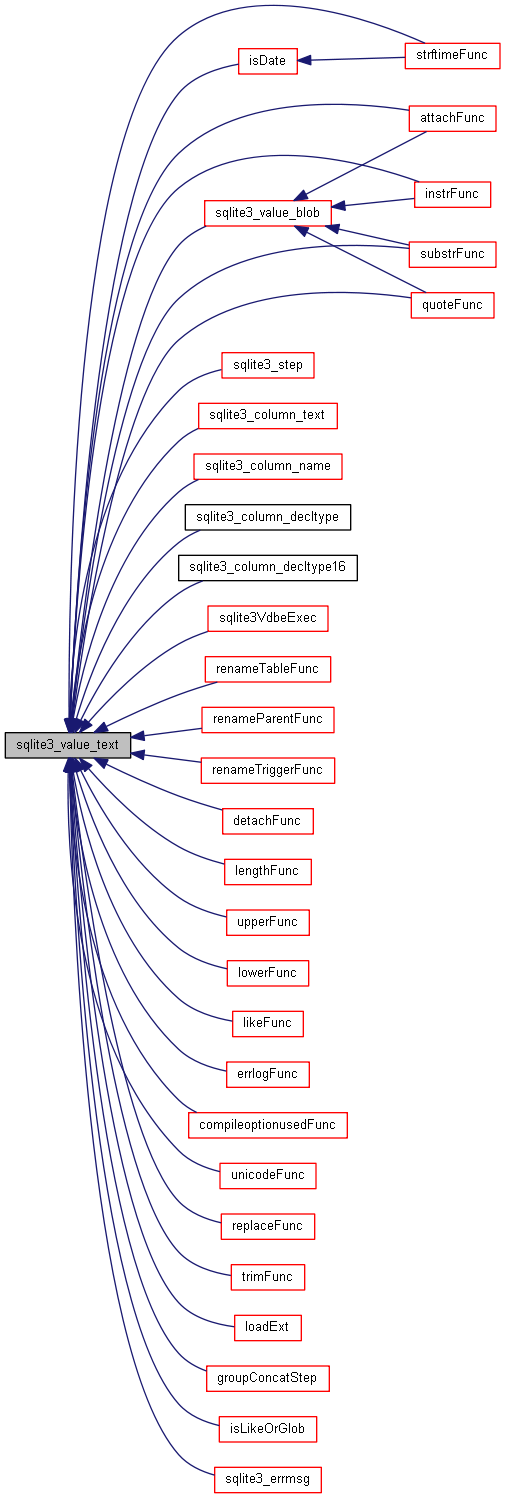 strftimeFunc
isDate
attachFunc
instrFunc
sqlite3_value_blob
substrFunc
quoteFunc
sqlite3_step
sqlite3_column_text
sqlite3_column_name
sqlite3_column_decltype
sqlite3_column_decltype16
sqlite3VdbeExec
renameTableFunc
renameParentFunc
sqlite3_value_text
renameTriggerFunc
detachFunc
lengthFunc
upperFunc
lowerFunc
likeFunc
errlogFunc
compileoptionusedFunc
unicodeFunc
replaceFunc
trimFunc
loadExt
groupConcatStep
isLikeOrGlob
sqlite3_errmsg